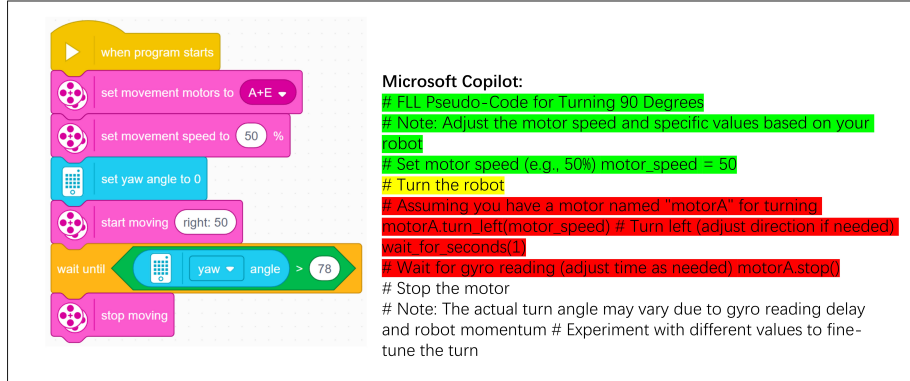 when program starts
set movement motors to A+E
set movement speed to 50 %
set yaw angle to 0
start moving right: 50
wait until yaw angle > 78
stop moving
Microsoft Copilot:
# FLL Pseudo-Code for Turning 90 Degrees
# Note: Adjust the motor speed and specific values based on your
robot
# Set motor speed (e.g., 50%) motor_speed = 50
# Turn the robot
# Assuming you have a motor named "motorA" for turning
motorA.turn_left(motor_speed) # Turn left (adjust direction if needed)
wait_for_seconds(1)
# Wait for gyro reading (adjust time as needed) motorA.stop()
# Stop the motor
# Note: The actual turn angle may vary due to gyro reading delay
and robot momentum # Experiment with different values to fine-
tune the turn